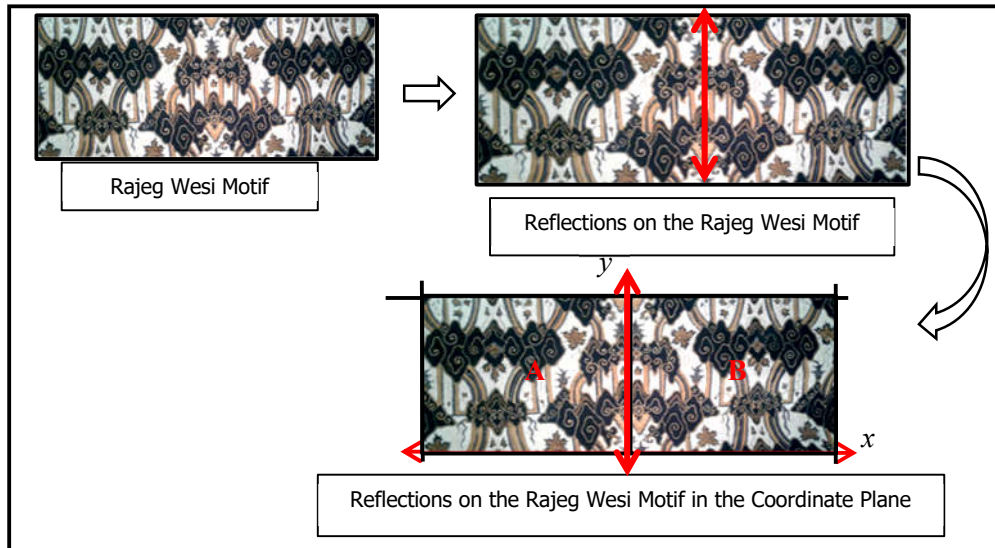 Rajeg Wesi Motif
Reflections on the Rajeg Wesi Motif
y
A
B
x
Reflections on the Rajeg Wesi Motif in the Coordinate Plane